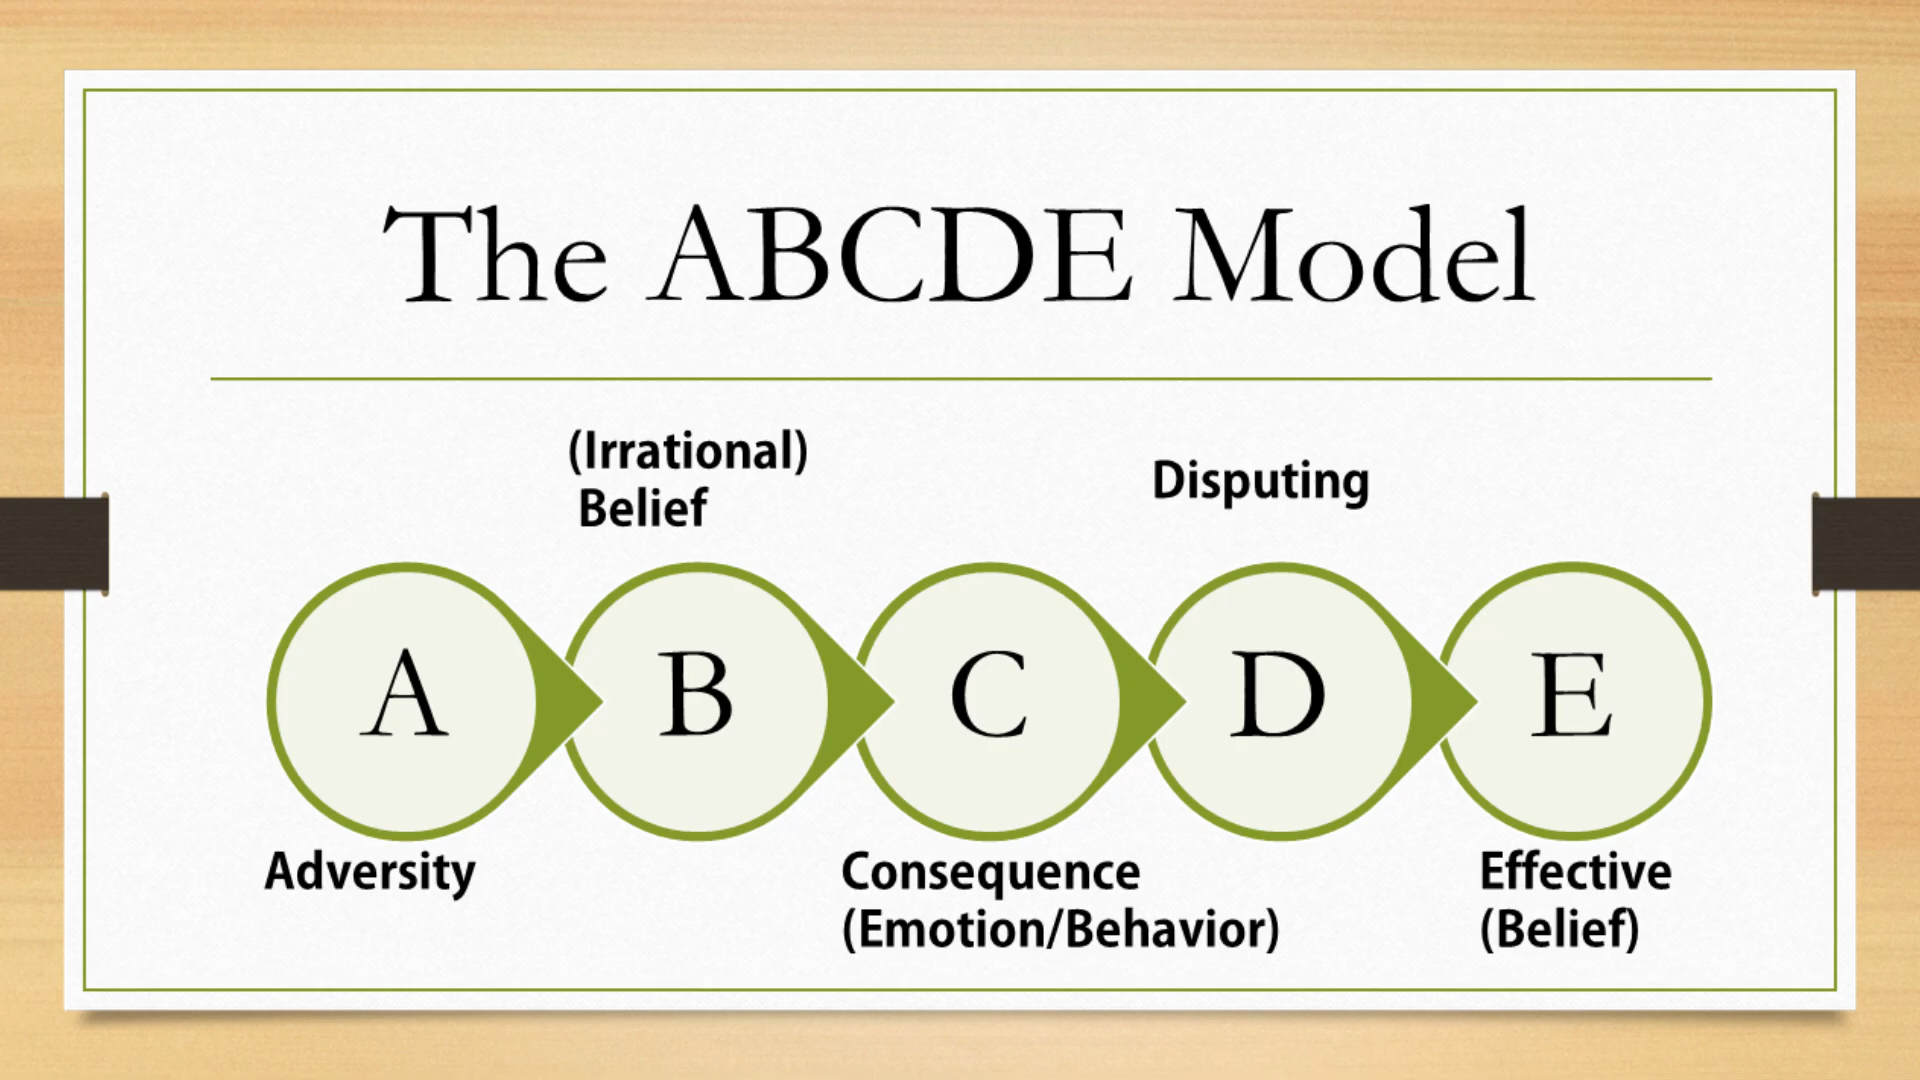 The ABCDE Model
(Irrational)
Belief
Disputing
A
B
C
D
E
Adversity
Consequence
(Emotion/Behavior)
Effective
(Belief)